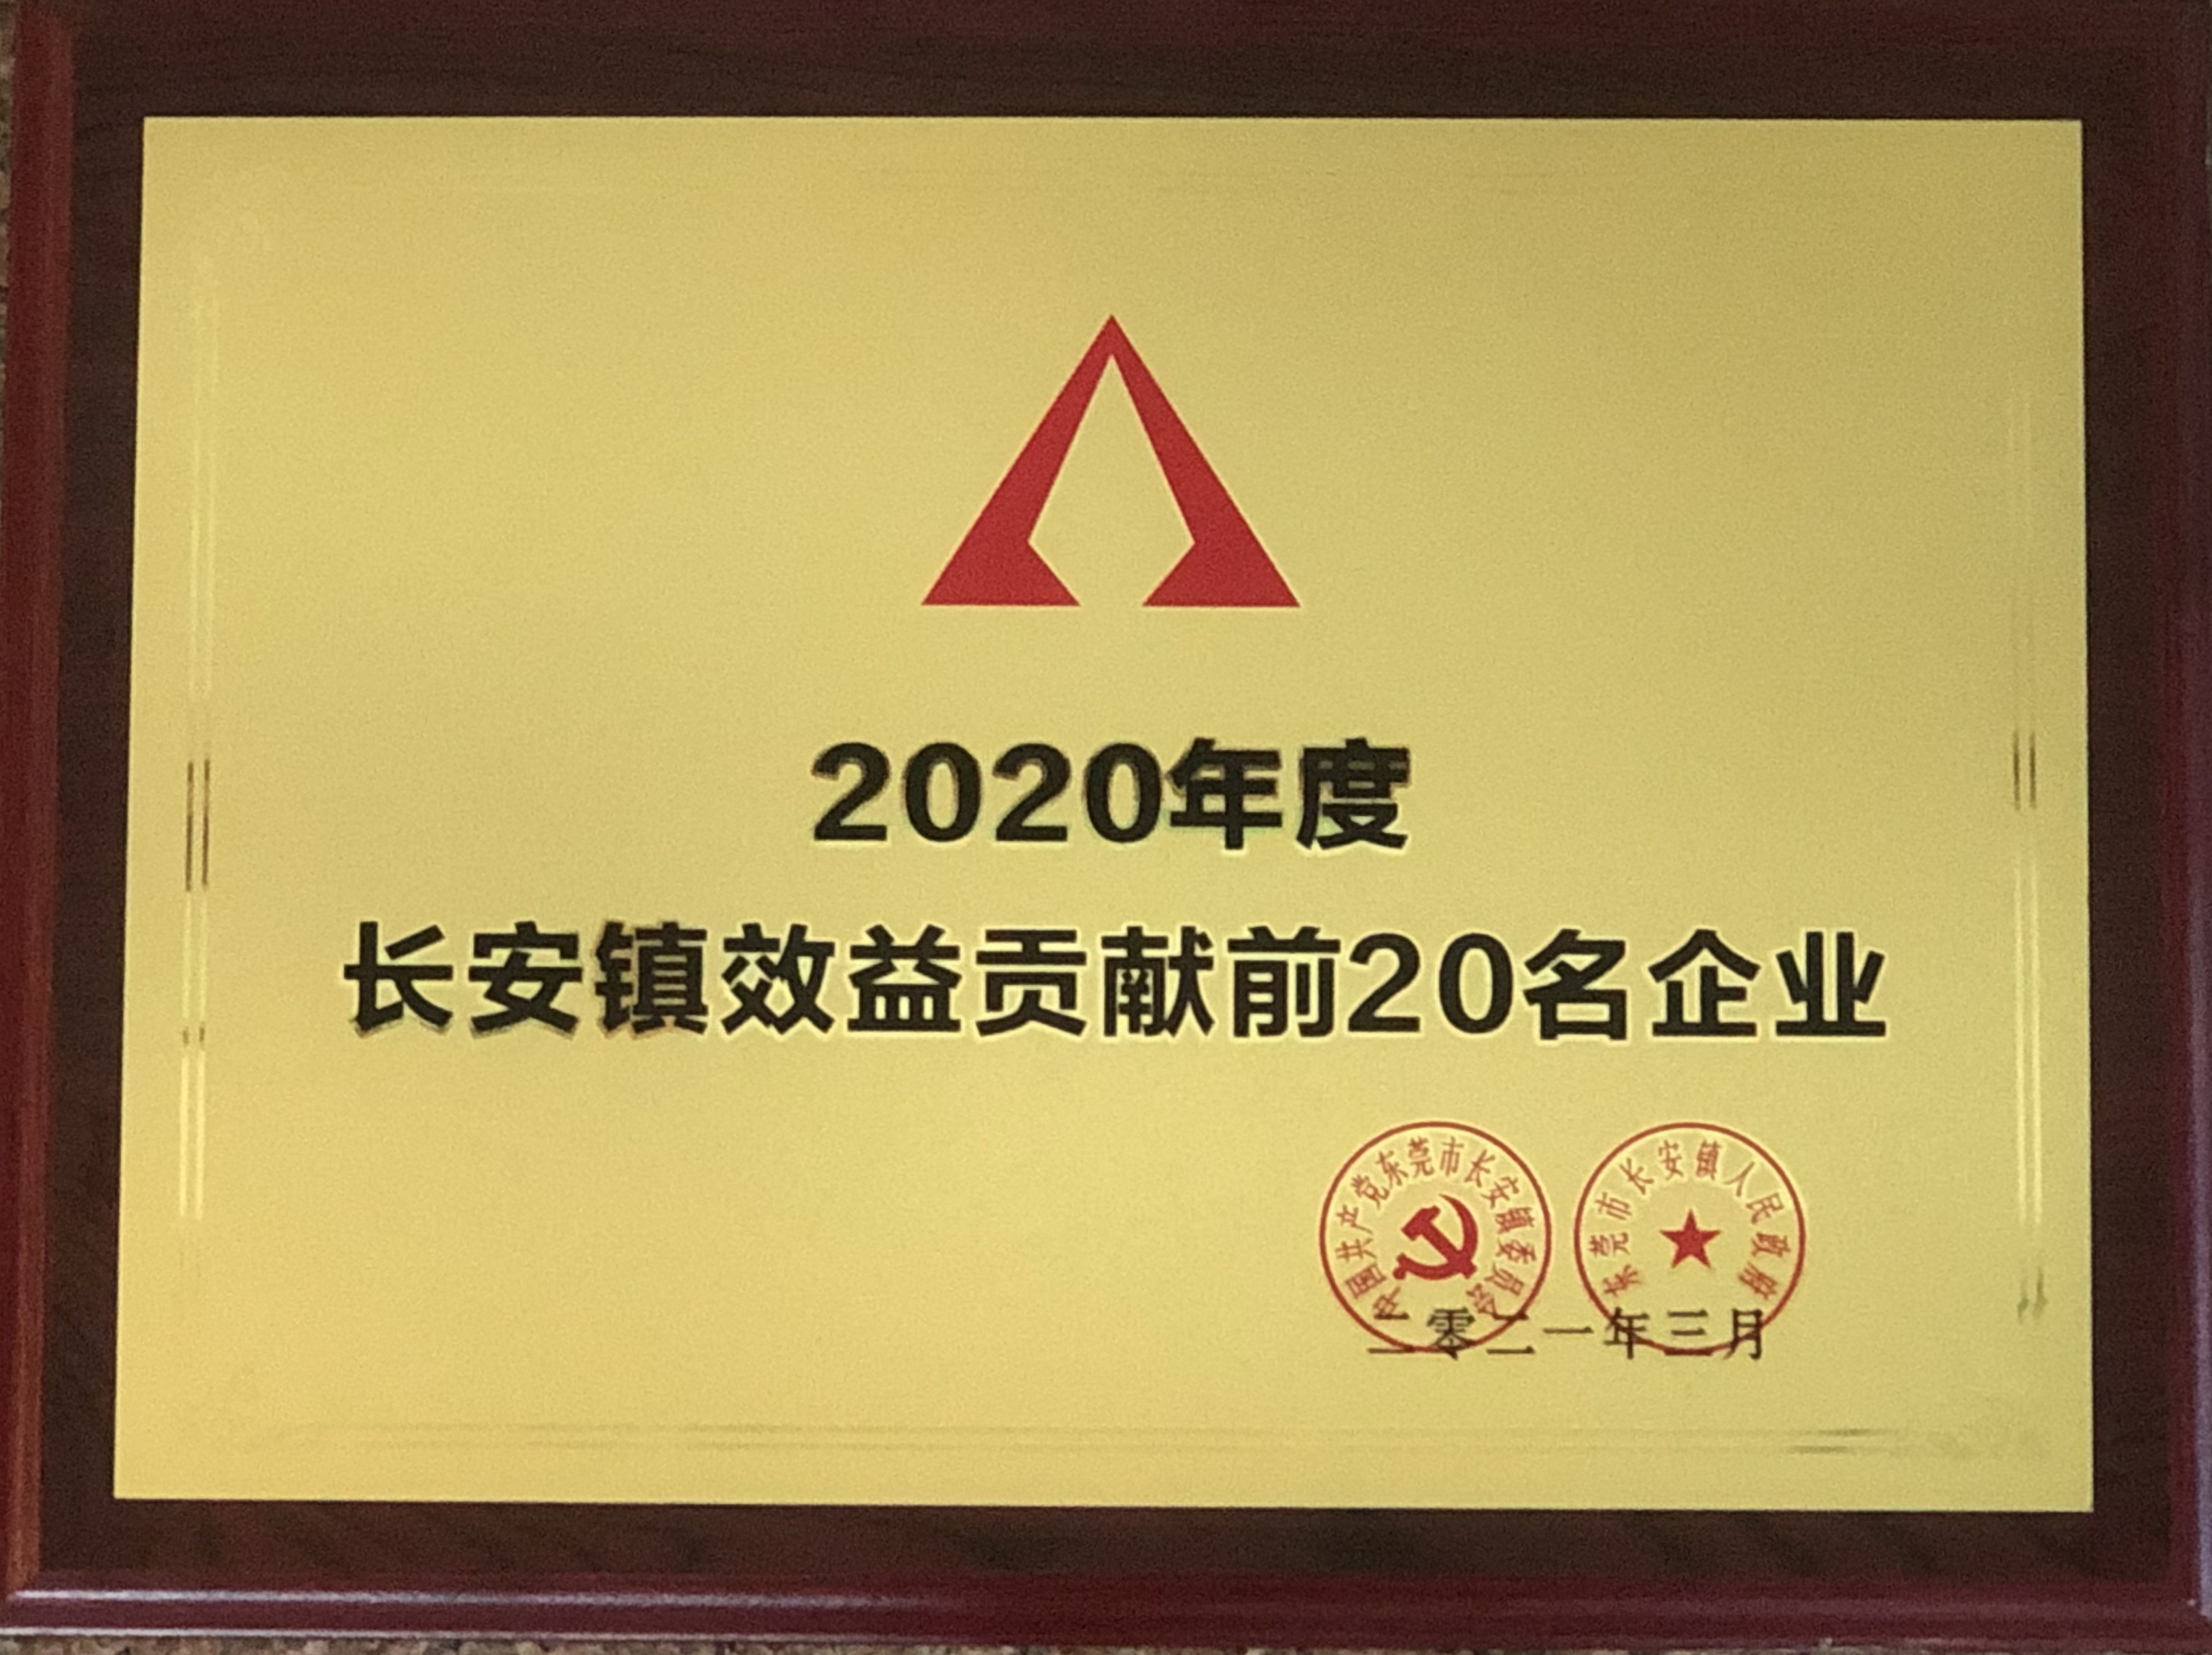 2020年度
长安镇效益贡献前20名企业
中国共产党东莞市长安镇委员会
东莞市长安镇人民政府
二零二一年三月